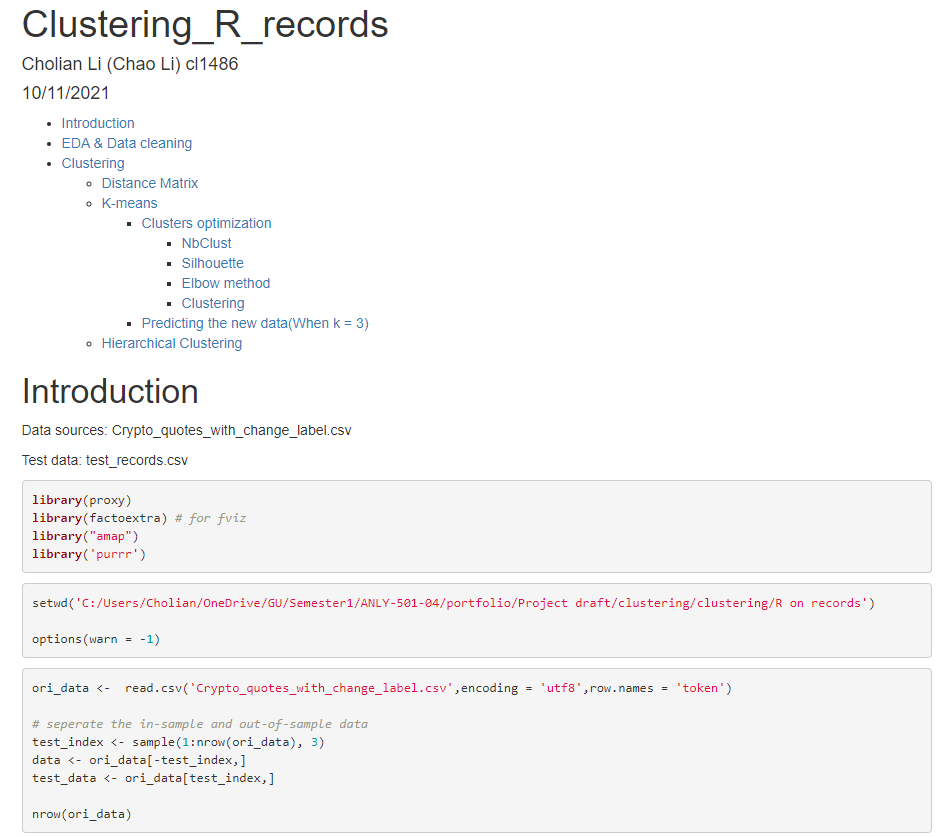 Clustering_R_records
Cholian Li (Chao Li) cl1486
10/11/2021
Introduction
EDA & Data cleaning
Clustering
Distance Matrix
K-means
Clusters optimization
NbClust
Silhouette
Elbow method
Clustering
Predicting the new data(When k = 3)
Hierarchical Clustering
Introduction
Data sources: Crypto_quotes_with_change_label.csv
Test data: test_records.csv
library(proxy)
library(factoextra) # for fviz
library("amap")
library('purrr')
setwd('C:/Users/Cholian/OneDrive/GU/Semester1/ANLY-501-04/portfolio/Project draft/clustering/clustering/R on records')
options(warn = -1)
ori_data <-  read.csv('Crypto_quotes_with_change_label.csv',encoding = 'utf8',row.names = 'token')
# seperate the in-sample and out-of-sample data
test_index <- sample(1:nrow(ori_data), 3)
data <- ori_data[-test_index,]
test_data <- ori_data[test_index,]
nrow(ori_data)